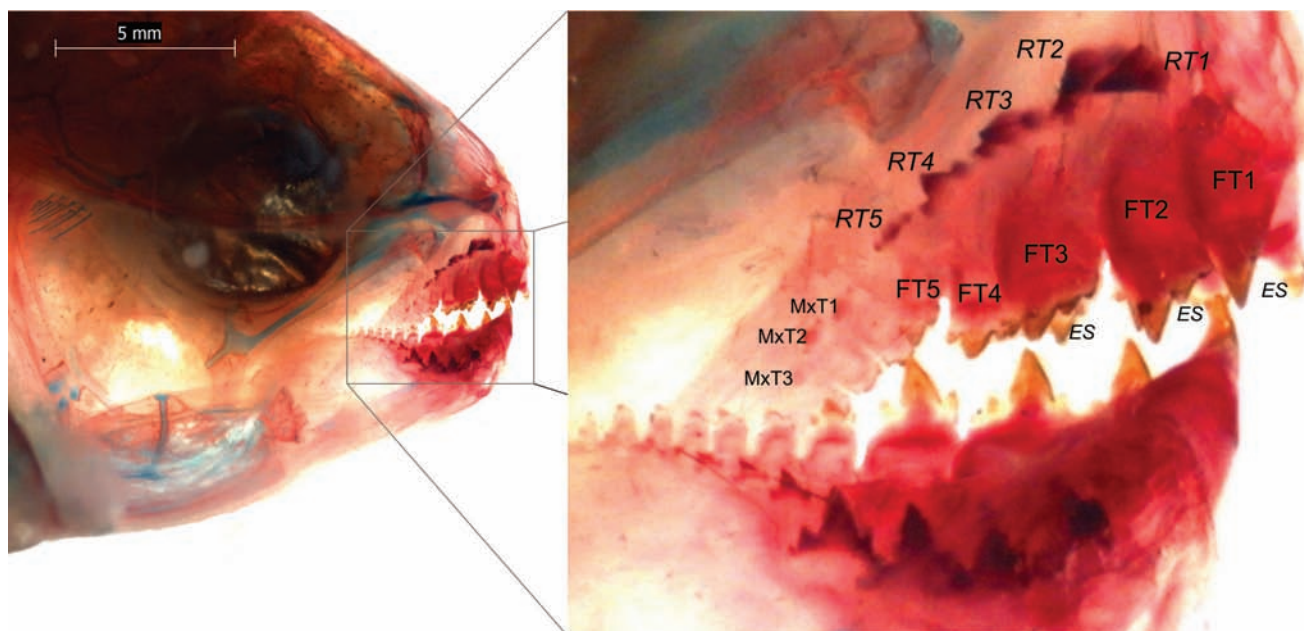 5 mm
RT2
RT1
RT3
RT4
FT1
FT2
RT5
FT3
FT5
FT4
ES
ES
ES
MxT1
MxT2
MxT3